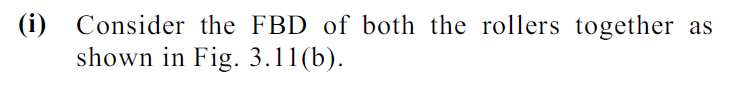 (i) Consider the FBD of both the rollers together as
shown in Fig. 3.11(b).